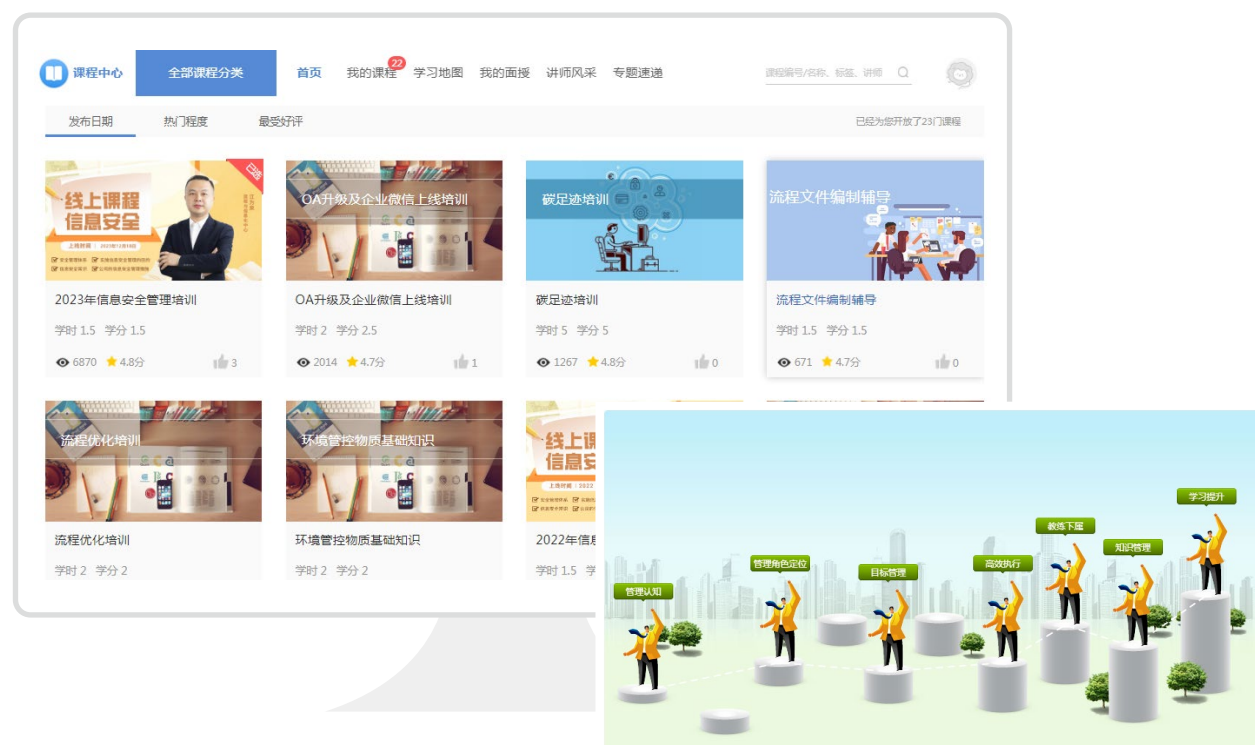 课程中心
全部课程分类
首页
我的课程
22
学习地图
我的面授
讲师风采
专题速递
课程编号/名称、标签、讲师
发布日期
热门程度
最受好评
已经为您开放了23门课程
线上课程
信息安全
已选
OA升级及企业微信上线培训
碳足迹培训
流程文件编制辅导
2023年信息安全管理培训
OA升级及企业微信上线培训
碳足迹培训
流程文件编制辅导
学时 1.5 学分 1.5
学时 2 学分 2.5
学时 5 学分 5
学时 1.5 学分 1.5
6870 4.8分 3
2014 4.7分 1
1267 4.8分 0
671 4.7分 0
流程优化培训
环境管控物质基础知识
线上课
信息安
流程优化培训
环境管控物质基础知识
2022年信息
学时 2 学分 2
学时 2 学分 2
学时 1.5
学习提升
教练下属
知识管理
高效执行
管理角色定位
目标管理
管理认知